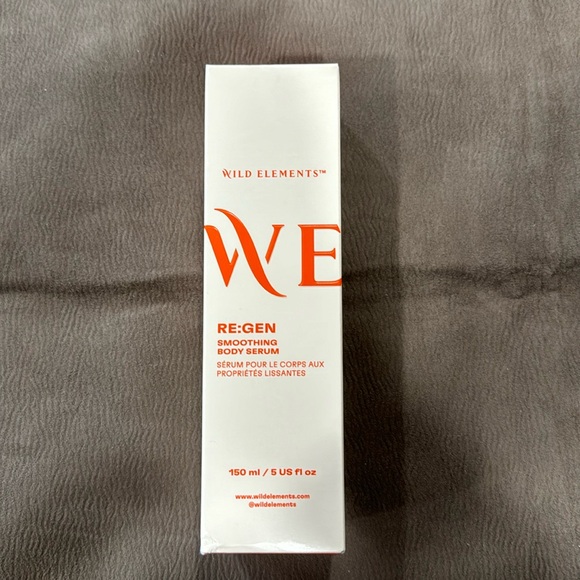 WILD ELEMENTS™
WE
RE:GEN
SMOOTHING
BODY SERUM
SÉRUM POUR LE CORPS AUX
PROPRIÉTÉS LISSANTES
150 ml / 5 US fl oz
www.wildelements.com
@wildelements